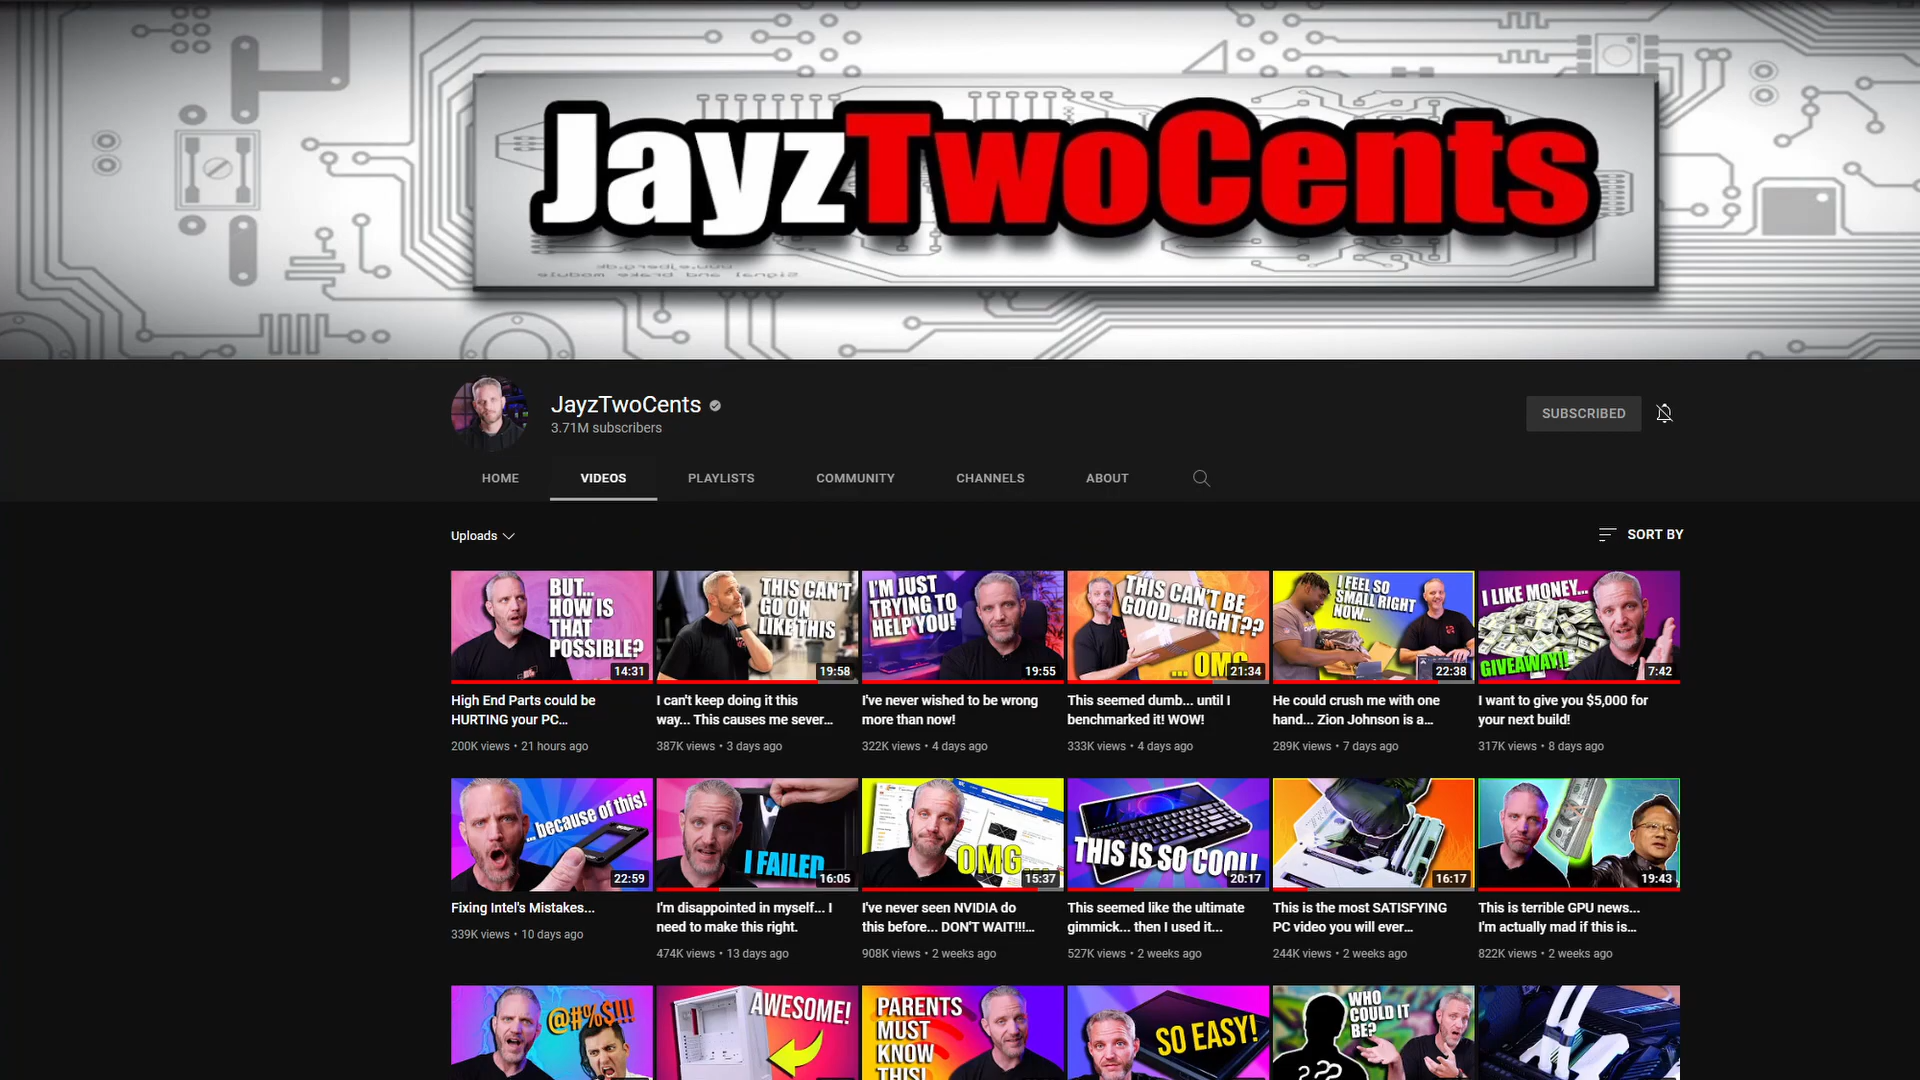 JayzTwoCents
JayzTwoCents
3.71M subscribers
SUBSCRIBED
HOME
VIDEOS
PLAYLISTS
COMMUNITY
CHANNELS
ABOUT
Uploads
SORT BY
BUT...
HOW IS
THAT
POSSIBLE?
14:31
THIS CAN'T
GO ON
LIKE THIS
19:58
I'M JUST
TRYING TO
HELP YOU!
19:55
THIS CAN'T BE
GOOD... RIGHT??
... OMG
21:34
I FEEL SO
SMALL RIGHT
NOW...
22:38
I LIKE MONEY...
GIVEAWAY!!
7:42
High End Parts could be
HURTING your PC...
200K views • 21 hours ago
I can't keep doing it this
way... This causes me sever...
387K views • 3 days ago
I've never wished to be wrong
more than now!
322K views • 4 days ago
This seemed dumb... until I
benchmarked it! WOW!
333K views • 4 days ago
He could crush me with one
hand... Zion Johnson is a...
289K views • 7 days ago
I want to give you $5,000 for
your next build!
317K views • 8 days ago
...because of this!
22:59
I FAILED
16:05
OMG...
15:37
THIS IS SO COOL!
20:17
16:17
19:43
Fixing Intel's Mistakes...
339K views • 10 days ago
I'm disappointed in myself... I
need to make this right.
474K views • 13 days ago
I've never seen NVIDIA do
this before... DON'T WAIT!!!...
908K views • 2 weeks ago
This seemed like the ultimate
gimmick... then I used it...
527K views • 2 weeks ago
This is the most SATISFYING
PC video you will ever...
244K views • 2 weeks ago
This is terrible GPU news...
I'm actually mad if this is...
822K views • 2 weeks ago
@#%$!!!
AWESOME!
PARENTS
MUST
KNOW
THIS!
SO EASY!
WHO
COULD IT
BE?
???